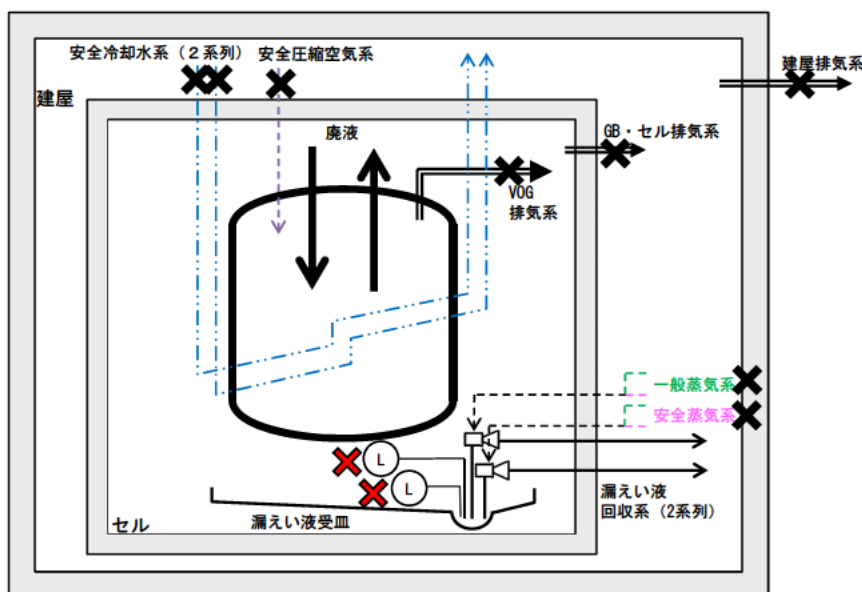 安全冷却水系（２系列）
安全圧縮空気系
建屋排気系
建屋
廃液
GB・セル排気系
VOG
排気系
一般蒸気系
安全蒸気系
L
L
漏えい液
回収系（2系列）
漏えい液受皿
セル